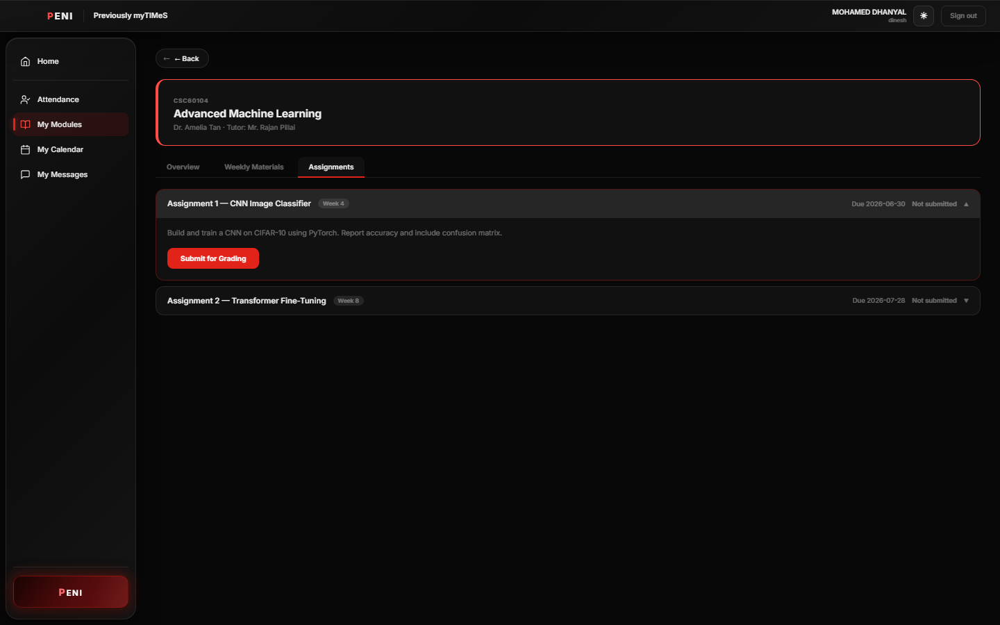 PENI
Previously myTIMeS
MOHAMED DHANYAL
dinesh
Sign out
Home
Attendance
My Modules
My Calendar
My Messages
PENI
← ← Back
CSC60104
Advanced Machine Learning
Dr. Amelia Tan · Tutor: Mr. Rajan Pillai
Overview Weekly Materials Assignments
Assignment 1 — CNN Image Classifier Week 4 Due 2026-06-30 Not submitted ▲
Build and train a CNN on CIFAR-10 using PyTorch. Report accuracy and include confusion matrix.
Submit for Grading
Assignment 2 — Transformer Fine-Tuning Week 8 Due 2026-07-28 Not submitted ▼